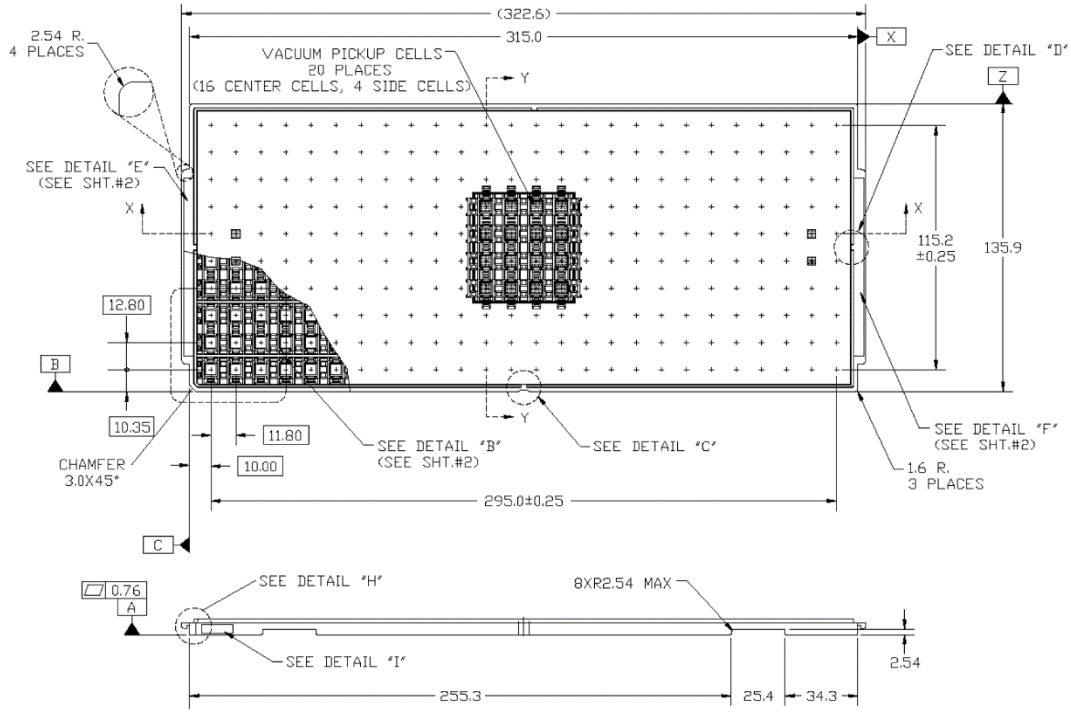 (322.6)
315.0
2.54 R.
4 PLACES
VACUUM PICKUP CELLS
20 PLACES
(16 CENTER CELLS, 4 SIDE CELLS)
Y
X
SEE DETAIL "D"
Z
SEE DETAIL "E"
(SEE SHT.#2)
X
X
115.2
±0.25
135.9
12.80
B
10.35
11.80
10.00
CHAMFER
3.0X45°
SEE DETAIL "B"
(SEE SHT.#2)
Y
SEE DETAIL "C"
SEE DETAIL "F"
(SEE SHT.#2)
1.6 R.
3 PLACES
295.0±0.25
C
0.76
A
SEE DETAIL "H"
8XR2.54 MAX
SEE DETAIL "I"
2.54
255.3
25.4
34.3